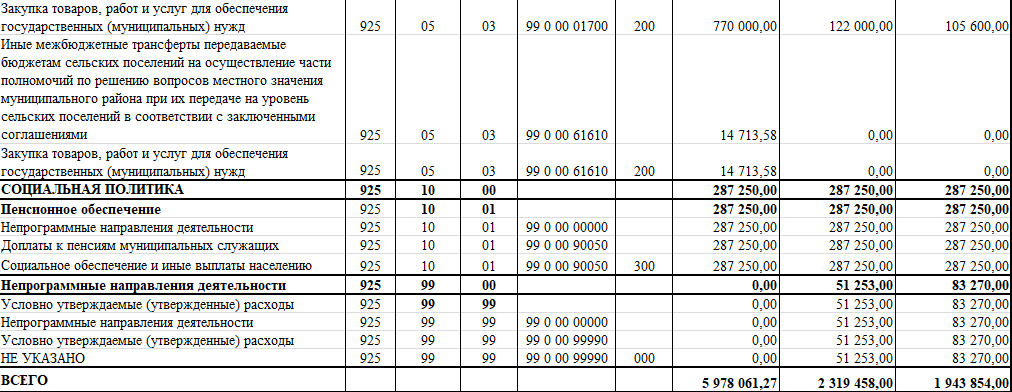 Закупка товаров, работ и услуг для обеспечения
государственных (муниципальных) нужд 925 05 03 99 0 00 01700 200 770 000,00 122 000,00 105 600,00
Иные межбюджетные трансферты передаваемые
бюджетам сельских поселений на осуществление части
полномочий по решению вопросов местного значения
муниципального района при их передаче на уровень
сельских поселений в соответствии с заключенными
соглашениями 925 05 03 99 0 00 61610 14 713,58 0,00 0,00
Закупка товаров, работ и услуг для обеспечения
государственных (муниципальных) нужд 925 05 03 99 0 00 61610 200 14 713,58 0,00 0,00
СОЦИАЛЬНАЯ ПОЛИТИКА 925 10 00 287 250,00 287 250,00 287 250,00
Пенсионное обеспечение 925 10 01 287 250,00 287 250,00 287 250,00
Непрограммные направления деятельности 925 10 01 99 0 00 00000 287 250,00 287 250,00 287 250,00
Доплаты к пенсиям муниципальных служащих 925 10 01 99 0 00 90050 287 250,00 287 250,00 287 250,00
Социальное обеспечение и иные выплаты населению 925 10 01 99 0 00 90050 300 287 250,00 287 250,00 287 250,00
Непрограммные направления деятельности 925 99 00 0,00 51 253,00 83 270,00
Условно утверждаемые (утвержденные) расходы 925 99 99 0,00 51 253,00 83 270,00
Непрограммные направления деятельности 925 99 99 99 0 00 00000 0,00 51 253,00 83 270,00
Условно утверждаемые (утвержденные) расходы 925 99 99 99 0 00 99990 0,00 51 253,00 83 270,00
НЕ УКАЗАНО 925 99 99 99 0 00 99990 000 0,00 51 253,00 83 270,00
ВСЕГО 5 978 061,27 2 319 458,00 1 943 854,00